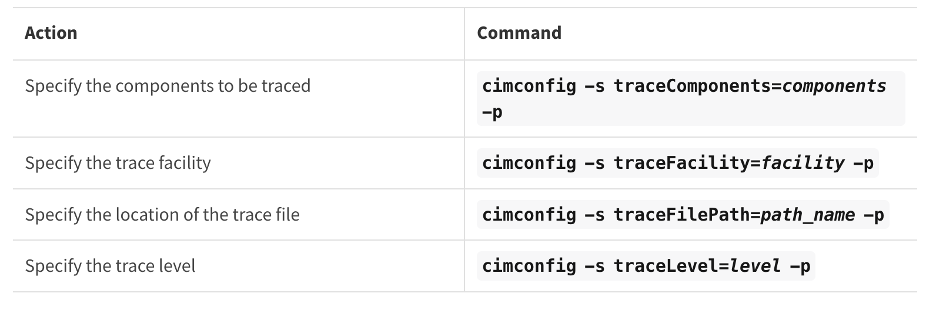 Action Command
Specify the components to be traced cimconfig -s traceComponents=components
-p
Specify the trace facility cimconfig -s traceFacility=facility -p
Specify the location of the trace file cimconfig -s traceFilePath=path_name -p
Specify the trace level cimconfig -s traceLevel=level -p